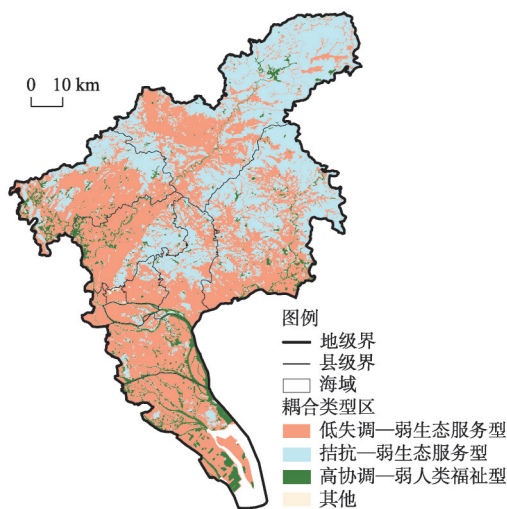 0 10 km
图例
地级界
县级界
海域
耦合类型区
低失调—弱生态服务型
拮抗—弱生态服务型
高协调—弱人类福祉型
其他